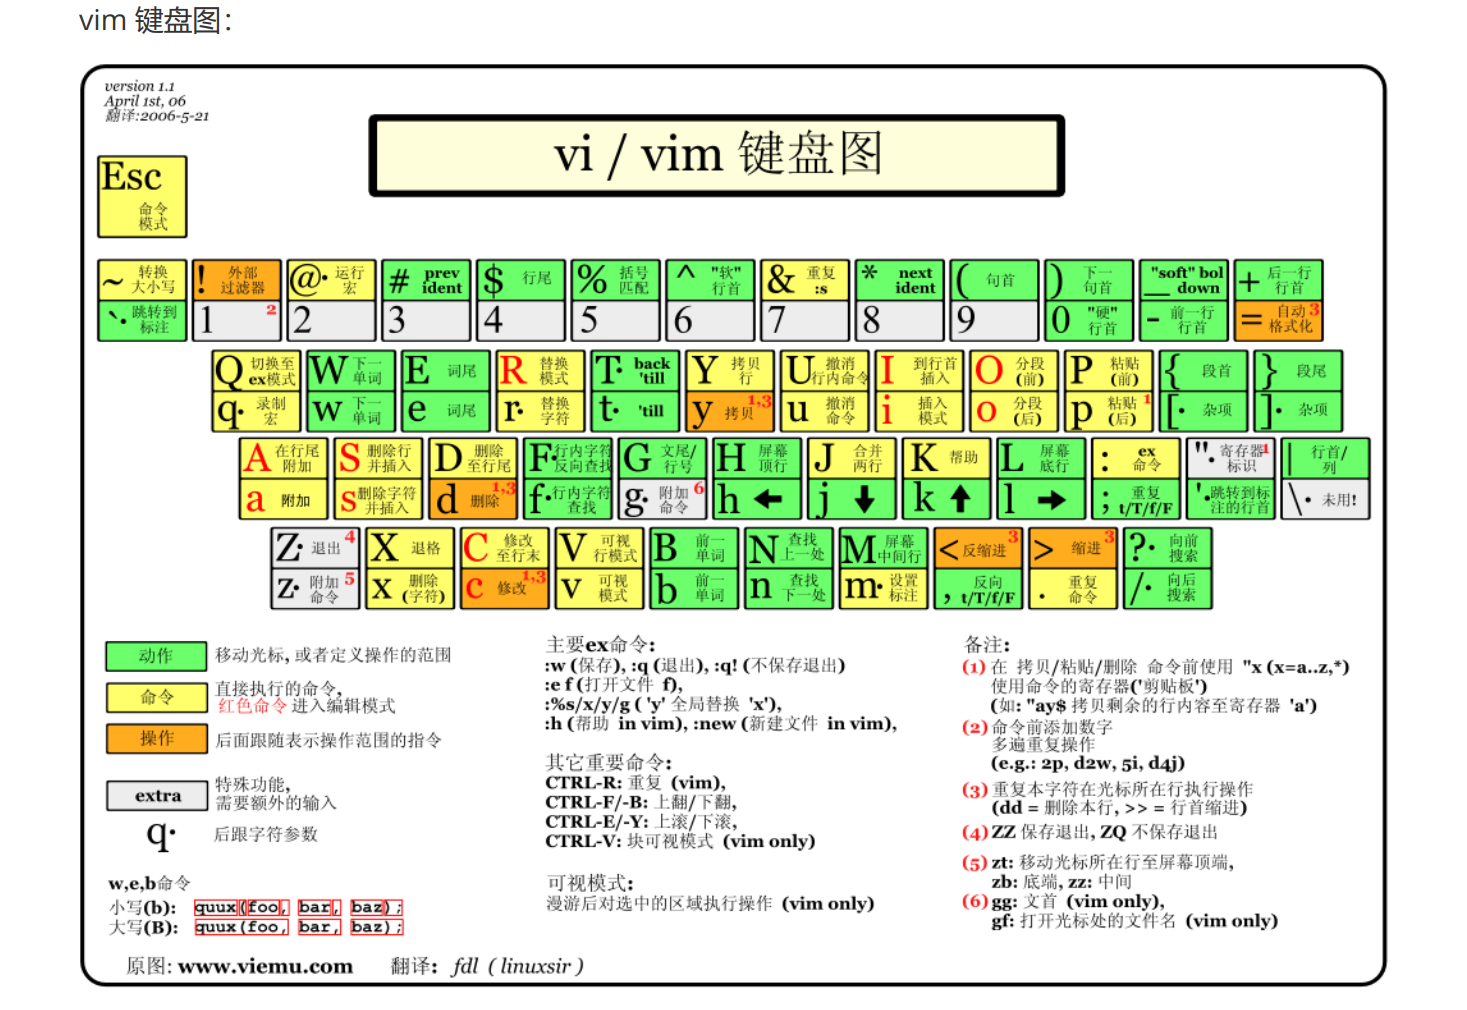 vim 键盘图：
version 1.1
April 1st, 06
翻译:2006-5-21
vi / vim 键盘图
Esc 命令模式
~ 转换大小写
! 外部过滤器
@· 运行宏
# prev ident
$ 行尾
% 括号匹配
^ "软"行首
& 重复 :s
* next ident
( 句首
) 下一句首
_ "soft" bol down
+ 后一行行首
`· 跳转到标注
1 2
2
3
4
5
6
7
8
9
0 "硬"行首
- 前一行行首
= 自动格式化 3
Q 切换至ex模式
W 下一单词
E 词尾
R 替换模式
T· back 'till
Y 拷贝行
U 撤消行内命令
I 到行首插入
O 分段(前)
P 粘贴(前)
{ 段首
} 段尾
q· 录制宏
w 下一单词
e 词尾
r· 替换字符
t· 'till
y 拷贝 1,3
u 撤消命令
i 插入模式
o 分段(后)
p 粘贴(后) 1
[· 杂项
]· 杂项
A 在行尾附加
S 删除行并插入
D 删除至行尾
F· 行内字符反向查找
G 文尾/行号
H 屏幕顶行
J 合并两行
K 帮助
L 屏幕底行
: ex命令
"· 寄存器标识 1
| 行首/列
a 附加
s 删除字符并插入
d 删除 1,3
f· 行内字符查找
g· 附加命令 6
h ←
j ↓
k ↑
l →
; 重复 t/T/f/F
'· 跳转到标注的行首
\· 未用!
Z· 退出 4
X 退格
C 修改至行末
V 可视行模式
B 前一单词
N 查找上一处
M 屏幕中间行
< 反缩进 3
> 缩进 3
?· 向前搜索
z· 附加命令 5
x 删除(字符)
c 修改 1,3
v 可视模式
b 前一单词
n 查找下一处
m· 设置标注
, 反向 t/T/f/F
. 重复命令
/· 向后搜索
动作 移动光标, 或者定义操作的范围
命令 直接执行的命令,
红色命令 进入编辑模式
操作 后面跟随表示操作范围的指令
extra 特殊功能,
需要额外的输入
q· 后跟字符参数
w,e,b命令
小写(b): quux(foo, bar, baz);
大写(B): quux(foo, bar, baz);
原图: www.viemu.com 翻译: fdl ( linuxsir )
主要ex命令:
:w (保存), :q (退出), :q! (不保存退出)
:e f (打开文件 f),
:%s/x/y/g ( 'y' 全局替换 'x'),
:h (帮助 in vim), :new (新建文件 in vim),
其它重要命令:
CTRL-R: 重复 (vim),
CTRL-F/-B: 上翻/下翻,
CTRL-E/-Y: 上滚/下滚,
CTRL-V: 块可视模式 (vim only)
可视模式:
漫游后对选中的区域执行操作 (vim only)
备注:
(1) 在 拷贝/粘贴/删除 命令前使用 "x (x=a..z,*)
使用命令的寄存器('剪贴板')
(如: "ay$ 拷贝剩余的行内容至寄存器 'a')
(2) 命令前添加数字
多遍重复操作
(e.g.: 2p, d2w, 5i, d4j)
(3) 重复本字符在光标所在行执行操作
(dd = 删除本行, >> = 行首缩进)
(4) ZZ 保存退出, ZQ 不保存退出
(5) zt: 移动光标所在行至屏幕顶端,
zb: 底端, zz: 中间
(6) gg: 文首 (vim only),
gf: 打开光标处的文件名 (vim only)